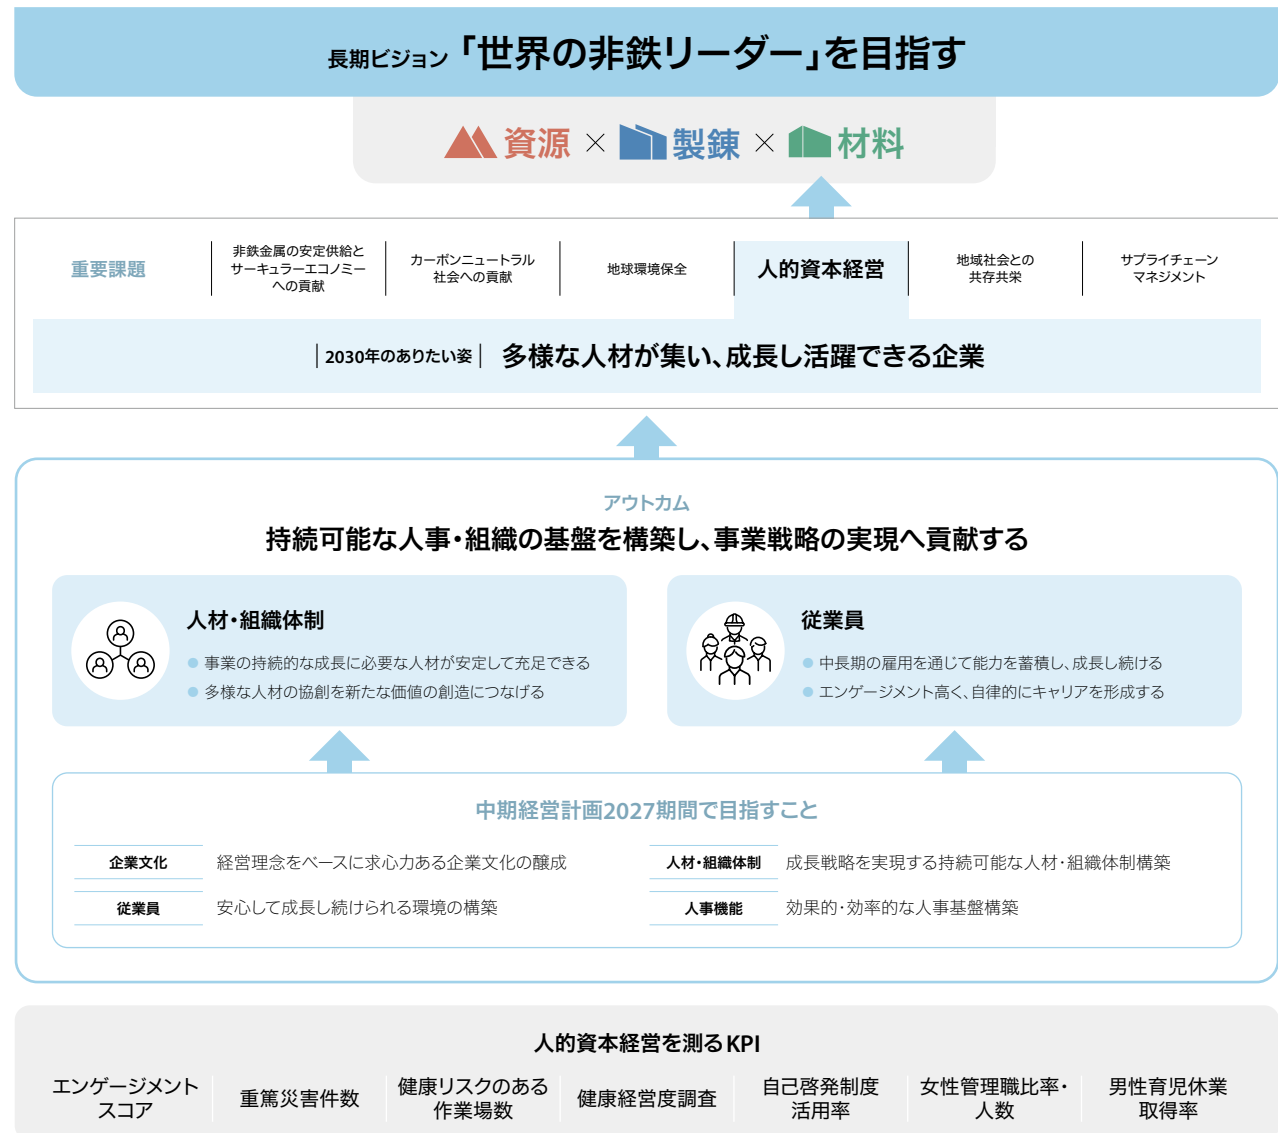 長期ビジョン「世界の非鉄リーダー」を目指す
資源 × 製錬 × 材料
重要課題
非鉄金属の安定供給と
サーキュラーエコノミー
への貢献
カーボンニュートラル
社会への貢献
地球環境保全
人的資本経営
地域社会との
共存共栄
サプライチェーン
マネジメント
2030年のありたい姿 多様な人材が集い、成長し活躍できる企業
アウトカム
持続可能な人事・組織の基盤を構築し、事業戦略の実現へ貢献する
人材・組織体制
● 事業の持続的な成長に必要な人材が安定して充足できる
● 多様な人材の協創を新たな価値の創造につなげる
従業員
● 中長期の雇用を通じて能力を蓄積し、成長し続ける
● エンゲージメント高く、自律的にキャリアを形成する
中期経営計画2027期間で目指すこと
企業文化 経営理念をベースに求心力ある企業文化の醸成
従業員 安心して成長し続けられる環境の構築
人材・組織体制 成長戦略を実現する持続可能な人材・組織体制構築
人事機能 効果的・効率的な人事基盤構築
人的資本経営を測るKPI
エンゲージメント
スコア
重篤災害件数
健康リスクのある
作業場数
健康経営度調査
自己啓発制度
活用率
女性管理職比率・
人数
男性育児休業
取得率